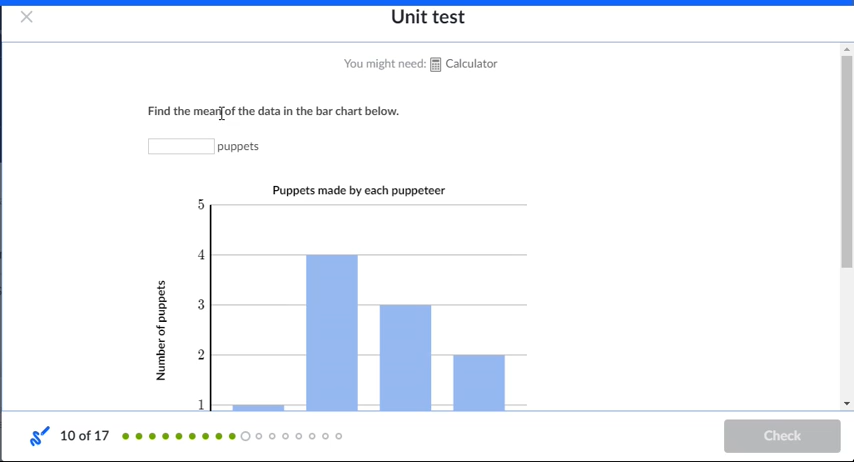 Unit test
You might need: Calculator
Find the mean of the data in the bar chart below.
puppets
Puppets made by each puppeteer
5
4
3
2
1
Number of puppets
10 of 17
Check